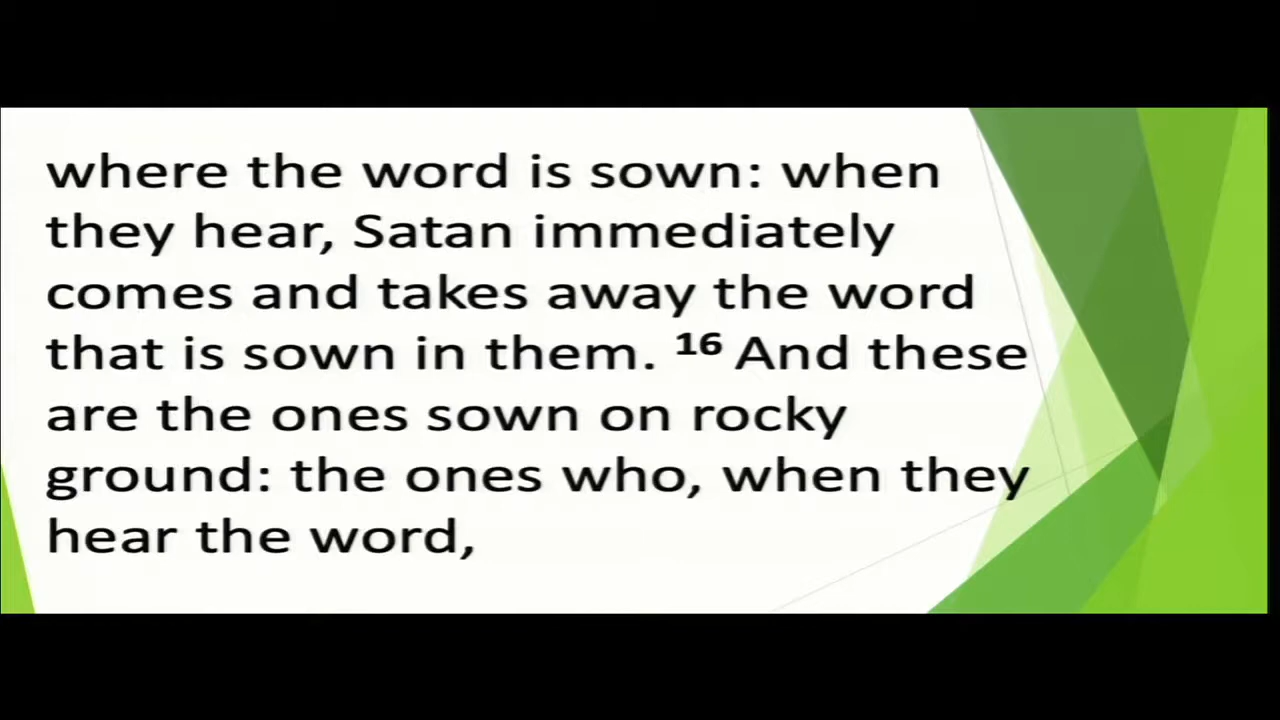 where the word is sown: when
they hear, Satan immediately
comes and takes away the word
that is sown in them. 16 And these
are the ones sown on rocky
ground: the ones who, when they
hear the word,